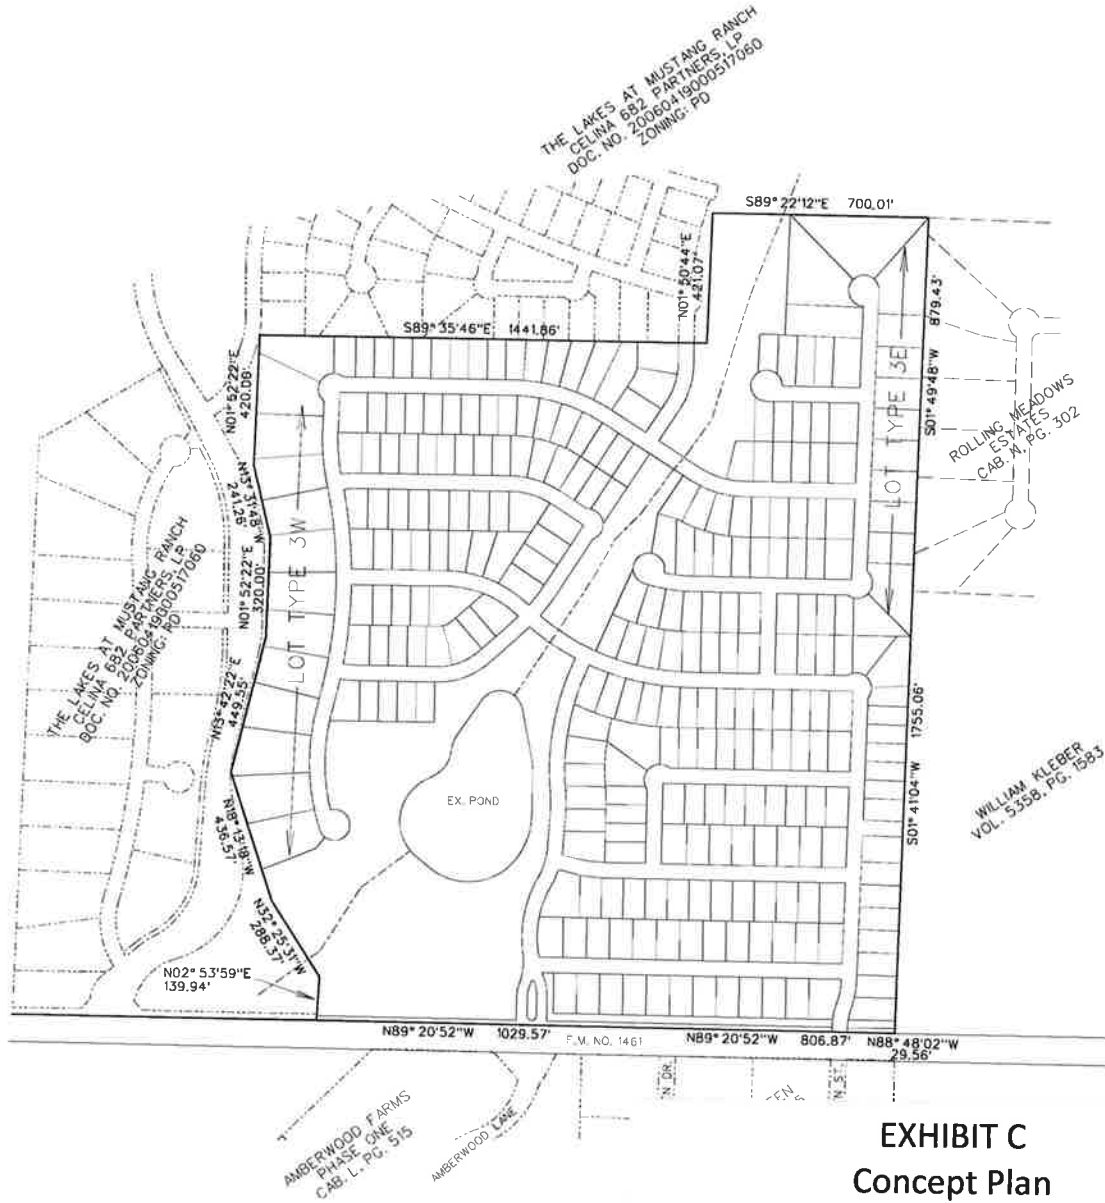 THE LAKES AT MUSTANG RANCH
CELINA 682 PARTNERS, LP
DOC. NO. 20060419000517060
ZONING: PD
S89° 22'12"E 700.01'
N01° 50'44"E
421.07'
S89° 35'46"E 1441.86'
N01° 52'22"E
420.08'
879.43'
S01° 49'48"W
LOT TYPE 3E
ROLLING MEADOWS
ESTATES
CAB. N, PG. 302
N15° 31'48"W
241.26'
LOT TYPE 3W
N01° 52'22"E
320.00'
THE LAKES AT MUSTANG RANCH
CELINA 682 PARTNERS, LP
DOC. NO. 20060419000517060
ZONING: PD
N13° 42'22"E
449.55'
1755.06'
S01° 41'04"W
WILLIAM KLEBER
VOL. 5358, PG. 1583
EX. POND
N18° 13'18"W
436.57'
N32° 25'31"W
288.37'
N02° 53'59"E
139.94'
N89° 20'52"W 1029.57'
F.M. NO. 1461
N89° 20'52"W 806.87'
N88° 48'02"W
29.56'
N DR.
N ST.
AMBERWOOD FARMS
PHASE ONE
CAB. L, PG. 515
AMBERWOOD LANE
EXHIBIT C
Concept Plan